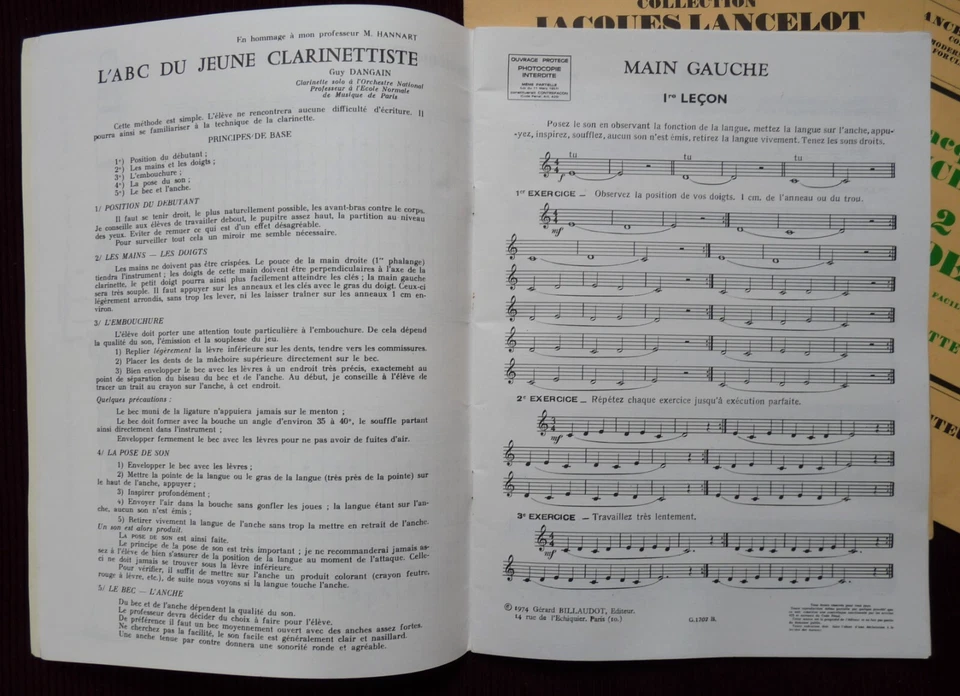 COLLECTION
JACQUES LANCELOT
En hommage à mon professeur M. HANNART
L'ABC DU JEUNE CLARINETTISTE
Guy DANGAIN
Clarinette solo à l'Orchestre National
Professeur à l'Ecole Normale
de Musique de Paris
Cette méthode est simple. L'élève ne rencontrera aucune difficulté d'écriture. Il
pourra ainsi se familiariser à la technique de la clarinette.
PRINCIPES DE BASE
1°) Position du débutant ;
2°) Les mains et les doigts ;
3°) L'embouchure ;
4°) La pose du son ;
5°) Le bec et l'anche.
1/ POSITION DU DEBUTANT
Il faut se tenir droit, le plus naturellement possible, les avant-bras contre le corps.
Je conseille aux élèves de travailler debout, le pupitre assez haut, la partition au niveau
des yeux. Eviter de remuer ce qui est d'un effet désagréable.
Pour surveiller tout cela un miroir me semble nécessaire.
2/ LES MAINS — LES DOIGTS
Les mains ne doivent pas être crispées. Le pouce de la main droite (1re phalange)
tiendra l'instrument ; les doigts de cette main doivent être perpendiculaires à l'axe de la
clarinette, le petit doigt pourra ainsi plus facilement atteindre les clés ; la main gauche
sera très souple. Il faut appuyer sur les anneaux et les clés avec le gras du doigt. Ceux-ci
légèrement arrondis, sans trop les lever, ni les laisser traîner sur les anneaux 1 cm en-
viron.
3/ L'EMBOUCHURE
L'élève doit porter une attention toute particulière à l'embouchure. De cela dépend
la qualité du son, l'émission et la souplesse du jeu.
1) Replier légèrement la lèvre inférieure sur les dents, tendre vers les commissures.
2) Placer les dents de la mâchoire supérieure directement sur le bec.
3) Bien envelopper le bec avec les lèvres à un endroit très précis, exactement au
point de séparation du biseau du bec et de l'anche. Au début, je conseille à l'élève de
tracer un trait au crayon sur l'anche, à cet endroit.
Quelques précautions :
Le bec muni de la ligature n'appuiera jamais sur le menton ;
Le bec doit former avec la bouche un angle d'environ 35 à 40°, le souffle partant
ainsi directement dans l'instrument ;
Envelopper fermement le bec avec les lèvres pour ne pas avoir de fuites d'air.
4/ LA POSE DE SON
1) Envelopper le bec avec les lèvres ;
2) Mettre la pointe de la langue ou le gras de la langue (très près de la pointe) sur
le haut de l'anche, appuyer ;
3) Inspirer profondément ;
4) Envoyer l'air dans la bouche sans gonfler les joues ; la langue étant sur l'an-
che, aucun son n'est émis ;
5) Retirer vivement la langue de l'anche sans trop la mettre en retrait de l'anche.
Un son est alors produit.
LA POSE DE SON est ainsi faite.
Le principe de la pose de son est très important ; je ne recommanderai jamais as-
sez à l'élève de bien s'assurer de la position de la langue au moment de l'attaque. Celle-
ci ne doit jamais se trouver sous la lèvre inférieure.
Pour vérifier, il suffit de mettre sur l'anche un produit colorant (crayon feutre,
rouge à lèvre, etc.), de suite nous voyons si la langue touche l'anche.
5/ LE BEC — L'ANCHE
Du bec et de l'anche dépendent la qualité du son.
Le professeur devra décider du choix à faire pour l'élève.
De préférence il faut un bec moyennement ouvert avec des anches assez fortes.
Ne cherchez pas la facilité, le son facile est généralement clair et nasillard.
Une anche tenue par contre donnera une sonorité ronde et agréable.
OUVRAGE PROTEGE
PHOTOCOPIE
INTERDITE
MÊME PARTIELLE
MAIN GAUCHE
1re LEÇON
Posez le son en observant la fonction de la langue, mettez la langue sur l'anche, appu-
-yez, inspirez, soufflez, aucun son n'est émis, retirez la langue vivement. Tenez les sons droits.
tu tu tu
f
1er EXERCICE _ Observez la position de vos doigts. 1 cm. de l'anneau ou du trou.
mf
2e EXERCICE _ Répétez chaque exercice jusqu'à exécution parfaite.
mf
3e EXERCICE _ Travaillez très lentement.
mf
© 1974 Gérard BILLAUDOT, Editeur.
14 rue de l'Echiquier, Paris (10.)
G.1707 B.
2
FACIL